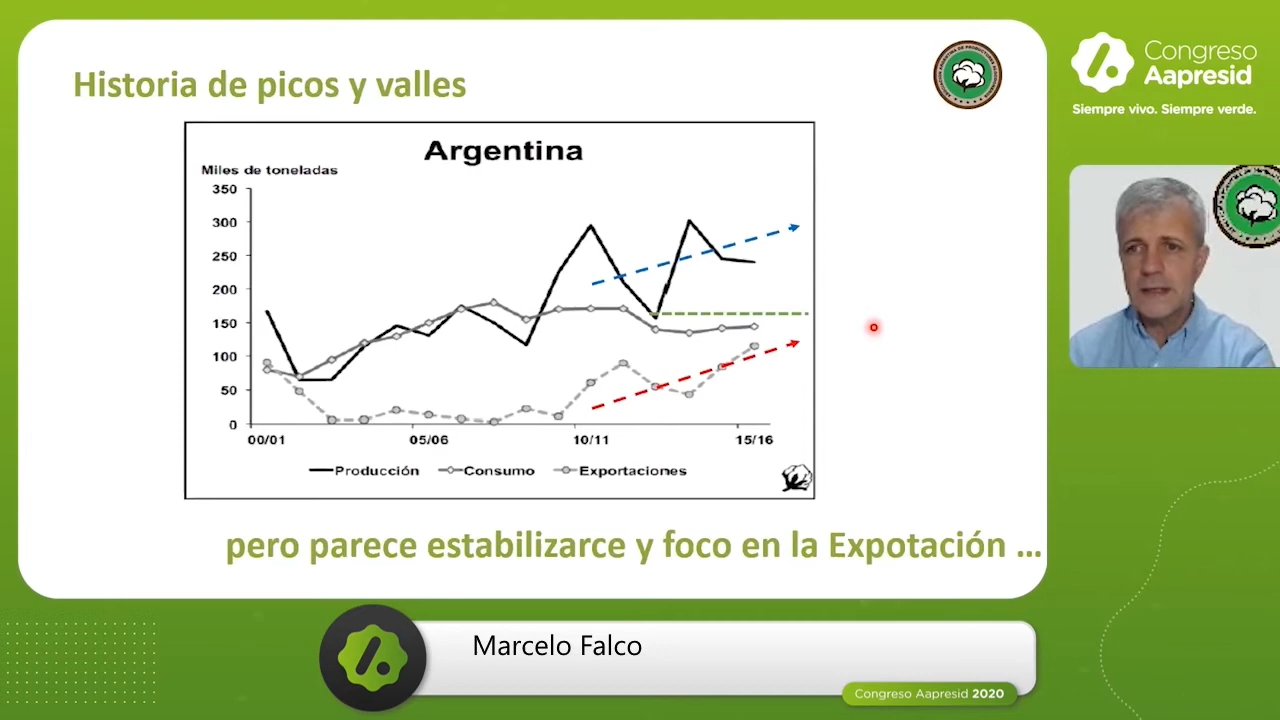 Historia de picos y valles
Congreso
Aapresid
Siempre vivo. Siempre verde.
Argentina
Miles de toneladas
350
300
250
200
150
100
50
0
00/01 05/06 10/11 15/16
Producción Consumo Exportaciones
pero parece estabilizarce y foco en la Expotación ...
Marcelo Falco
Congreso Aapresid 2020